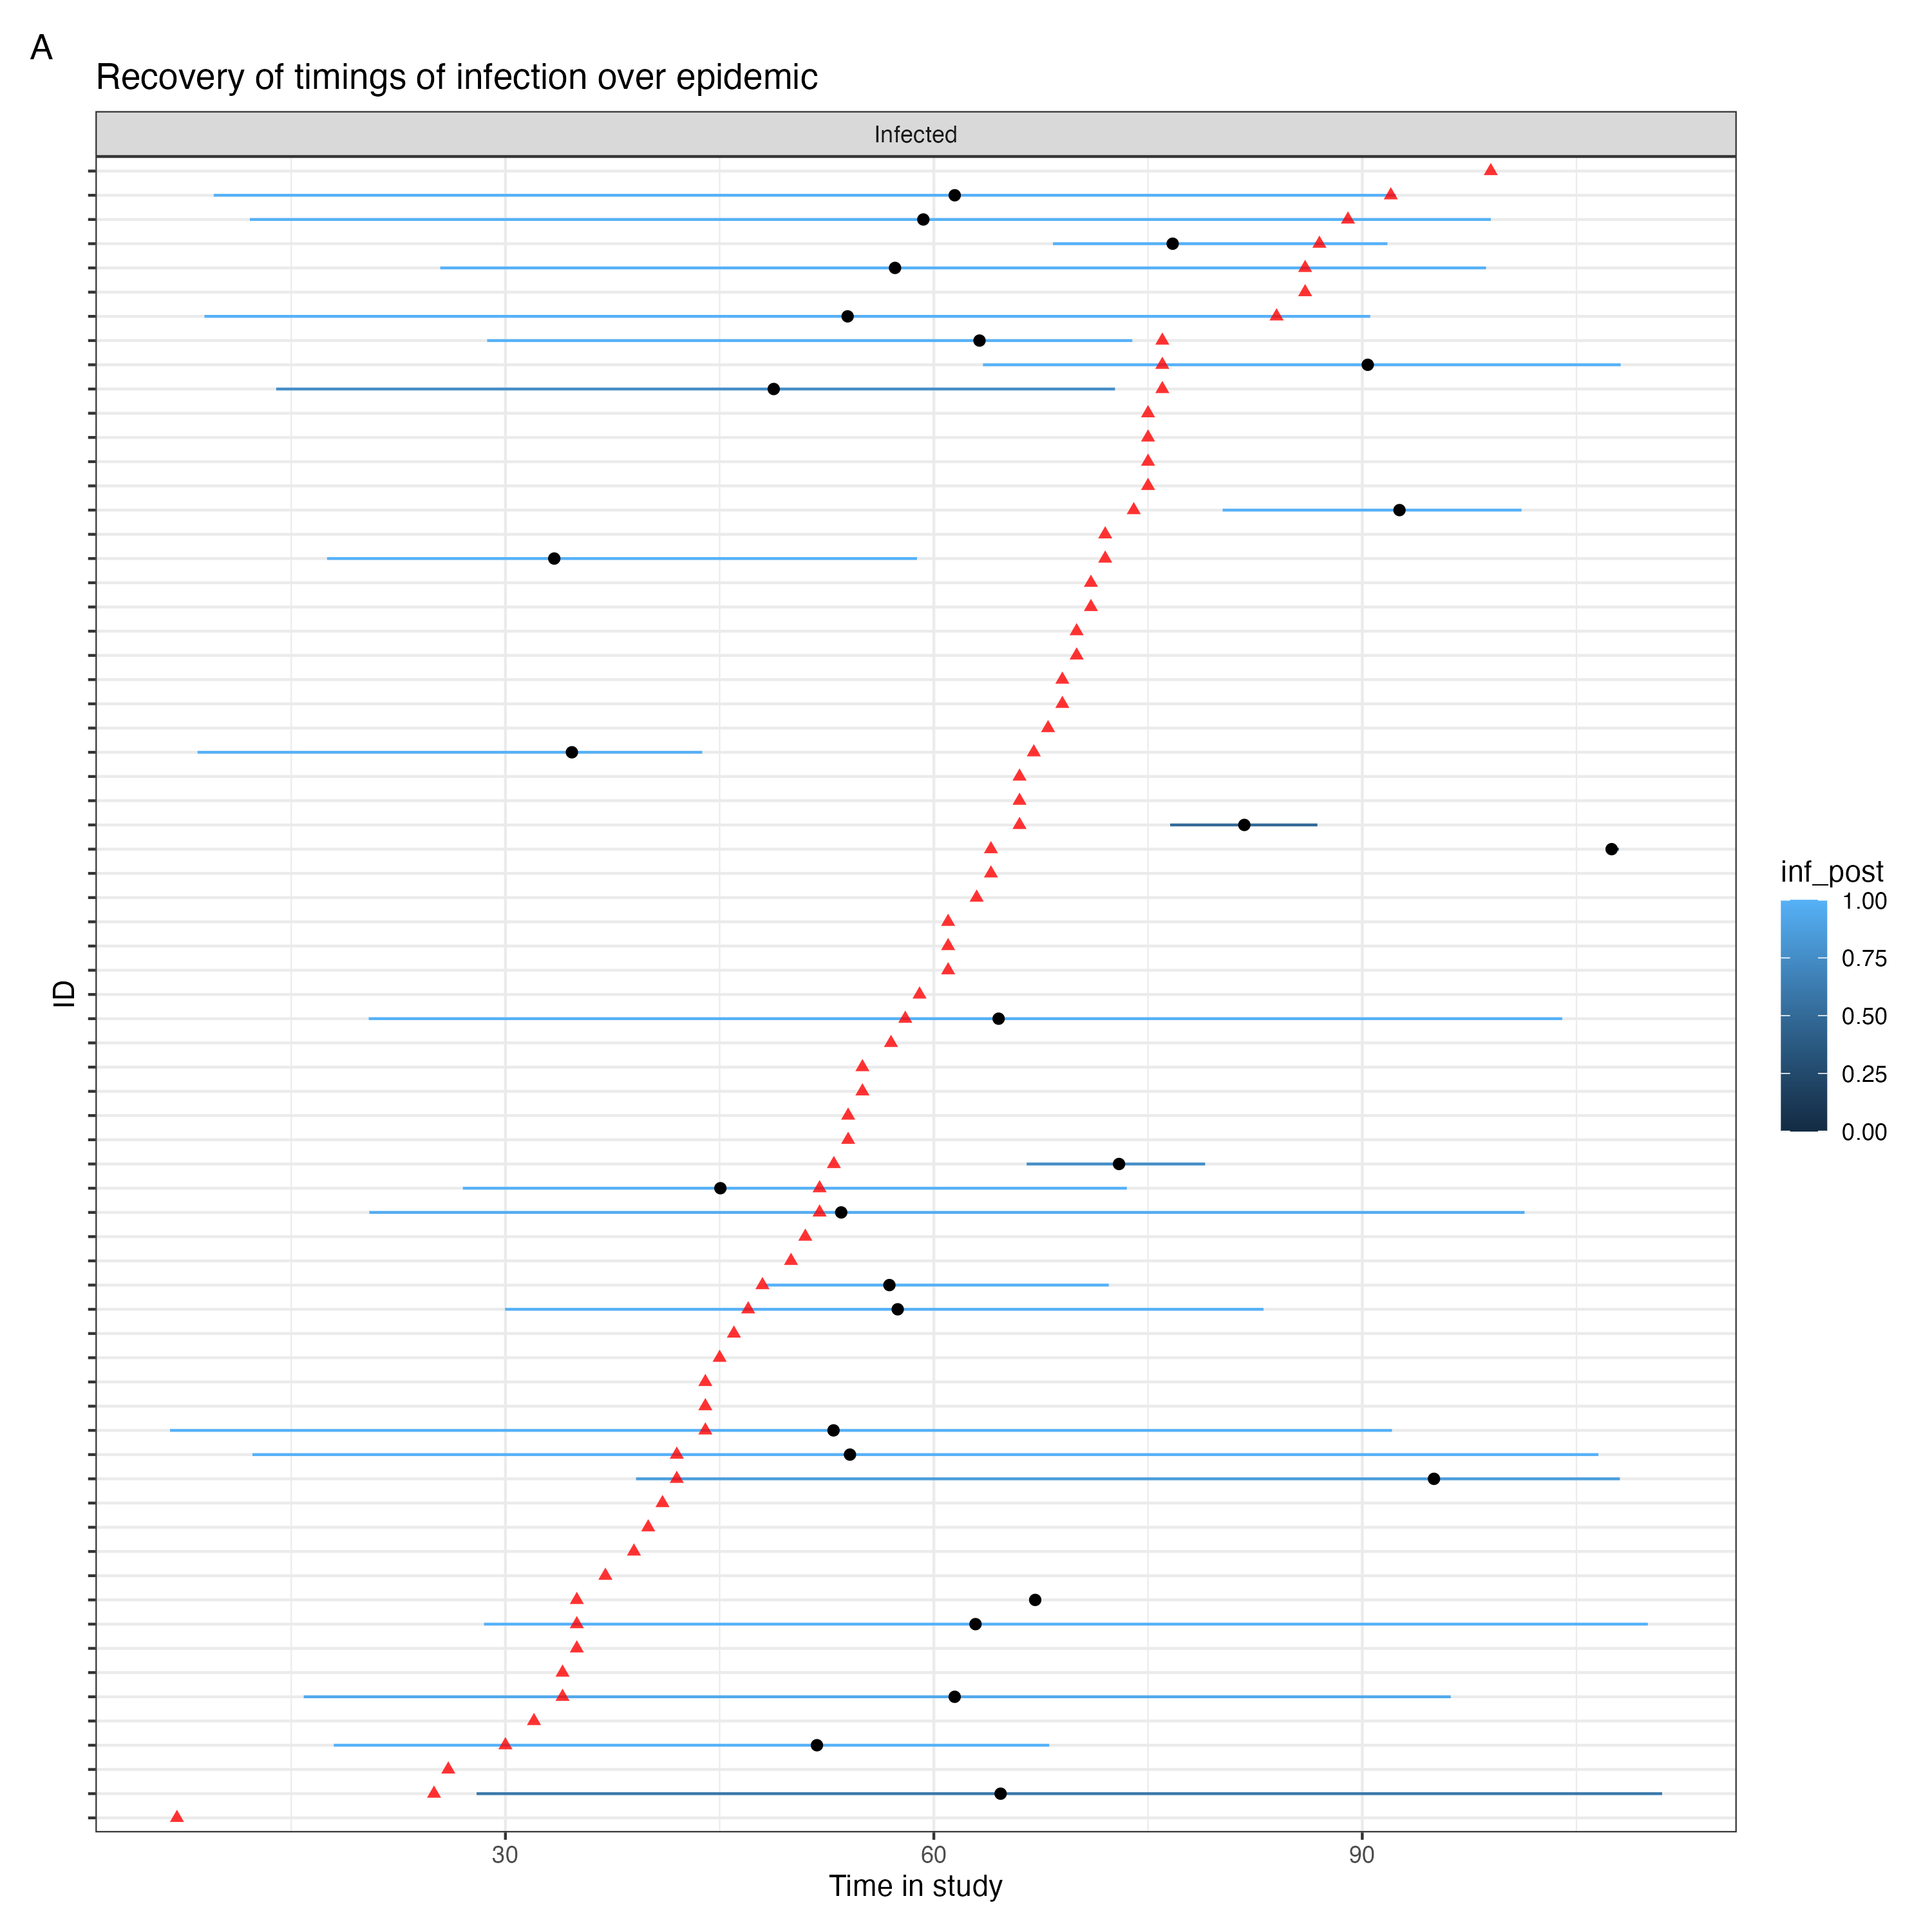 A
Recovery of timings of infection over epidemic
Infected
ID
30
60
90
Time in study
inf_post
1.00
0.75
0.50
0.25
0.00